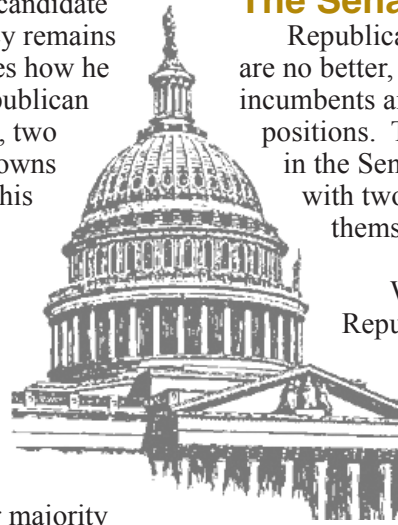 candidate
y remains
es how he
publican
, two
owns
his
majority
The Sena
Republica
are no better,
incumbents a
positions. T
in the Sen
with two
thems
W
Repu